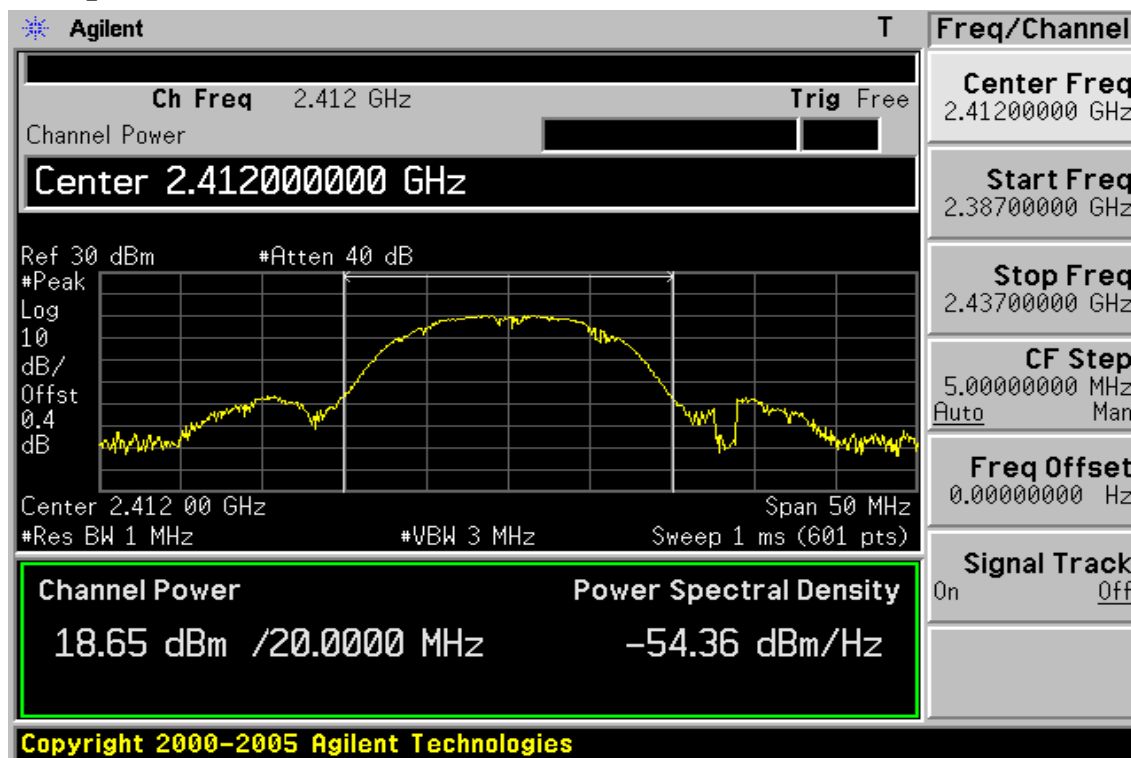 Agilent T Freq/Channel
Ch Freq 2.412 GHz Trig Free
Channel Power
Center 2.412000000 GHz
Ref 30 dBm #Atten 40 dB
#Peak
Log
10
dB/
Offst
0.4
dB
Center 2.412 00 GHz Span 50 MHz
#Res BW 1 MHz #VBW 3 MHz Sweep 1 ms (601 pts)
Channel Power Power Spectral Density
18.65 dBm /20.0000 MHz -54.36 dBm/Hz
Center Freq
2.41200000 GHz
Start Freq
2.38700000 GHz
Stop Freq
2.43700000 GHz
CF Step
5.00000000 MHz
Auto Man
Freq Offset
0.00000000 Hz
Signal Track
On Off
Copyright 2000-2005 Agilent Technologies